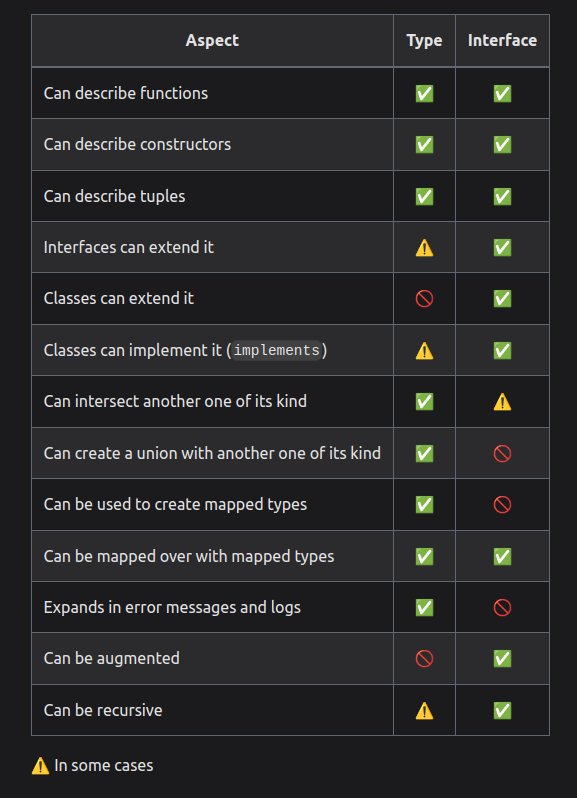 Aspect Type Interface
Can describe functions ✅ ✅
Can describe constructors ✅ ✅
Can describe tuples ✅ ✅
Interfaces can extend it ⚠️ ✅
Classes can extend it 🚫 ✅
Classes can implement it (implements) ⚠️ ✅
Can intersect another one of its kind ✅ ⚠️
Can create a union with another one of its kind ✅ 🚫
Can be used to create mapped types ✅ 🚫
Can be mapped over with mapped types ✅ ✅
Expands in error messages and logs ✅ 🚫
Can be augmented 🚫 ✅
Can be recursive ⚠️ ✅
⚠️ In some cases